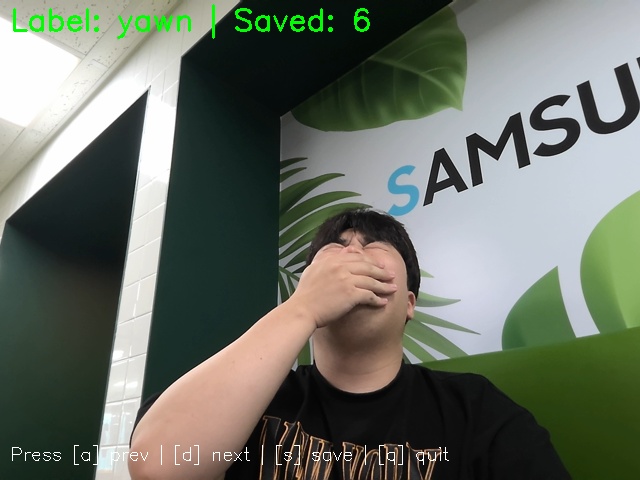 Label: yawn | Saved: 6
SAMSU
Press [a] prev | [d] next | [s] save | [q] quit